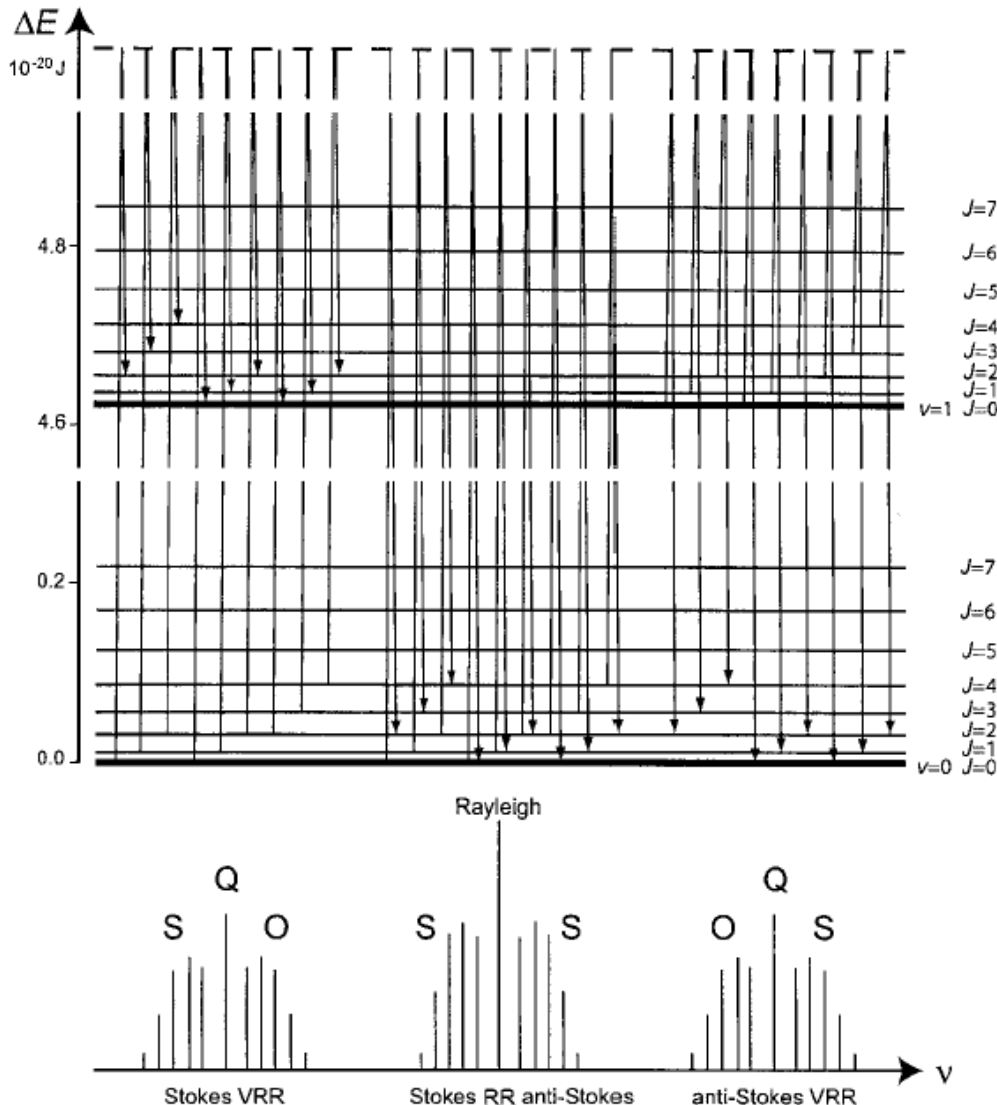 ΔE
10⁻²⁰J
J=7
4.8
J=6
J=5
J=4
J=3
J=2
J=1
v=1 J=0
4.6
J=7
0.2
J=6
J=5
J=4
J=3
J=2
J=1
0.0
v=0 J=0
Rayleigh
Q Q
S O S S O S
ν
Stokes VRR Stokes RR anti-Stokes anti-Stokes VRR